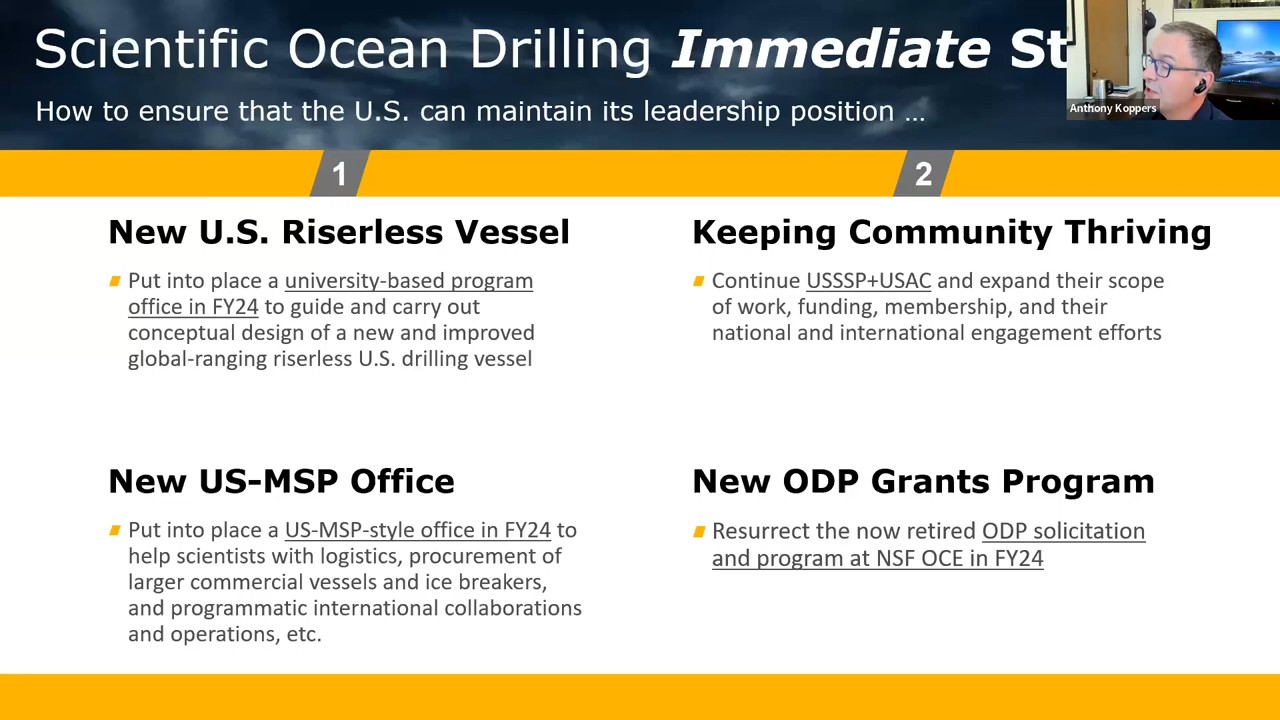 Scientific Ocean Drilling Immediate St
How to ensure that the U.S. can maintain its leadership position ...
Anthony Koppers
1
2
New U.S. Riserless Vessel
Put into place a university-based program
office in FY24 to guide and carry out
conceptual design of a new and improved
global-ranging riserless U.S. drilling vessel
Keeping Community Thriving
Continue USSSP+USAC and expand their scope
of work, funding, membership, and their
national and international engagement efforts
New US-MSP Office
Put into place a US-MSP-style office in FY24 to
help scientists with logistics, procurement of
larger commercial vessels and ice breakers,
and programmatic international collaborations
and operations, etc.
New ODP Grants Program
Resurrect the now retired ODP solicitation
and program at NSF OCE in FY24